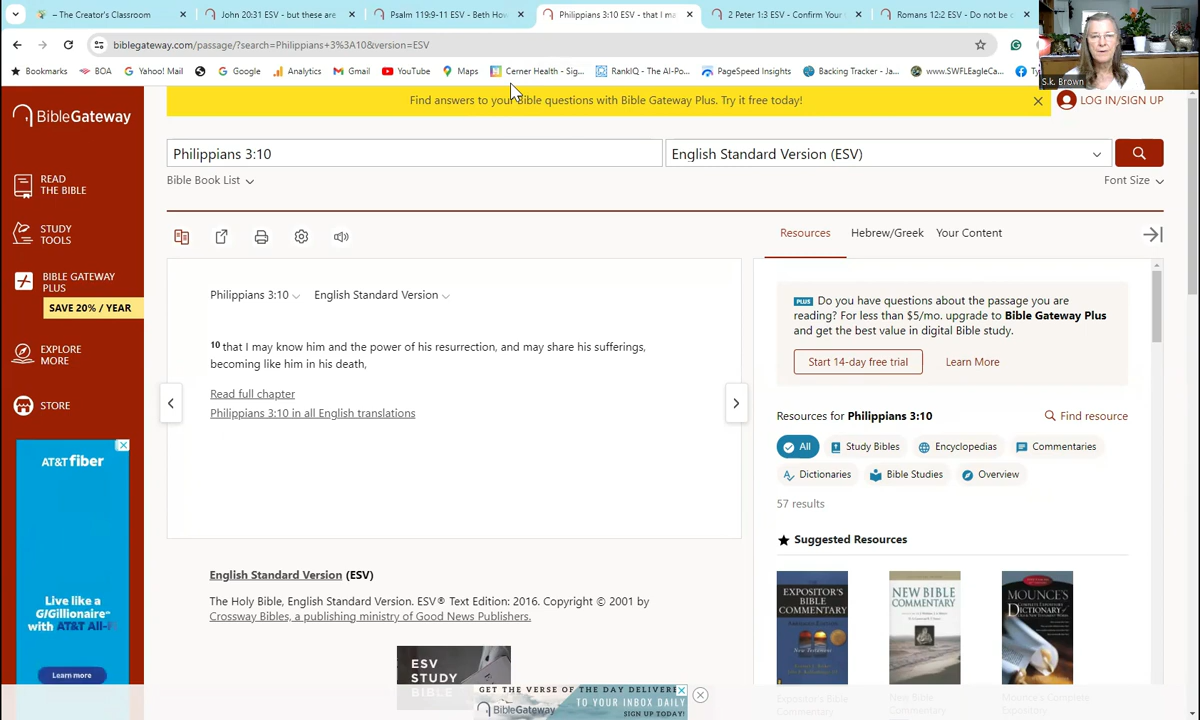 – The Creator's Classroom
John 20:31 ESV - but these are
Psalm 119:9-11 ESV - Beth How
Philippians 3:10 ESV - that I ma
2 Peter 1:3 ESV - Confirm Your
Romans 12:2 ESV - Do not be
biblegateway.com/passage/?search=Philippians+3%3A10&version=ESV
Bookmarks
BOA
Yahoo! Mail
Google
Analytics
Gmail
YouTube
Maps
Cerner Health - Sig...
RankIQ - The AI-Po...
PageSpeed Insights
Backing Tracker - Ja...
www.SWFLEagleCa...
S.k. Brown
Find answers to your Bible questions with Bible Gateway Plus. Try it free today!
LOG IN/SIGN UP
BibleGateway
READ
THE BIBLE
STUDY
TOOLS
BIBLE GATEWAY
PLUS
SAVE 20% / YEAR
EXPLORE
MORE
STORE
AT&T fiber
Live like a
G/Gillionaire™
with AT&T All-Fi
Learn more
Philippians 3:10
English Standard Version (ESV)
Bible Book List
Font Size
Philippians 3:10
English Standard Version
10 that I may know him and the power of his resurrection, and may share his sufferings,
becoming like him in his death,
Read full chapter
Philippians 3:10 in all English translations
English Standard Version (ESV)
The Holy Bible, English Standard Version. ESV® Text Edition: 2016. Copyright © 2001 by
Crossway Bibles, a publishing ministry of Good News Publishers.
ESV
STUDY
BIBLE
GET THE VERSE OF THE DAY DELIVERE
TO YOUR INBOX DAILY
BibleGateway
SIGN UP TODAY!
Resources
Hebrew/Greek
Your Content
PLUS Do you have questions about the passage you are
reading? For less than $5/mo. upgrade to Bible Gateway Plus
and get the best value in digital Bible study.
Start 14-day free trial
Learn More
Resources for Philippians 3:10
Find resource
All
Study Bibles
Encyclopedias
Commentaries
Dictionaries
Bible Studies
Overview
57 results
Suggested Resources
EXPOSITOR'S
BIBLE
COMMENTARY
New Testament
NEW BIBLE
COMMENTARY
MOUNCE'S
DICTIONARY
Expositor's Bible
Commentary
New Bible
Commentary
Mounce's Complete
Expository